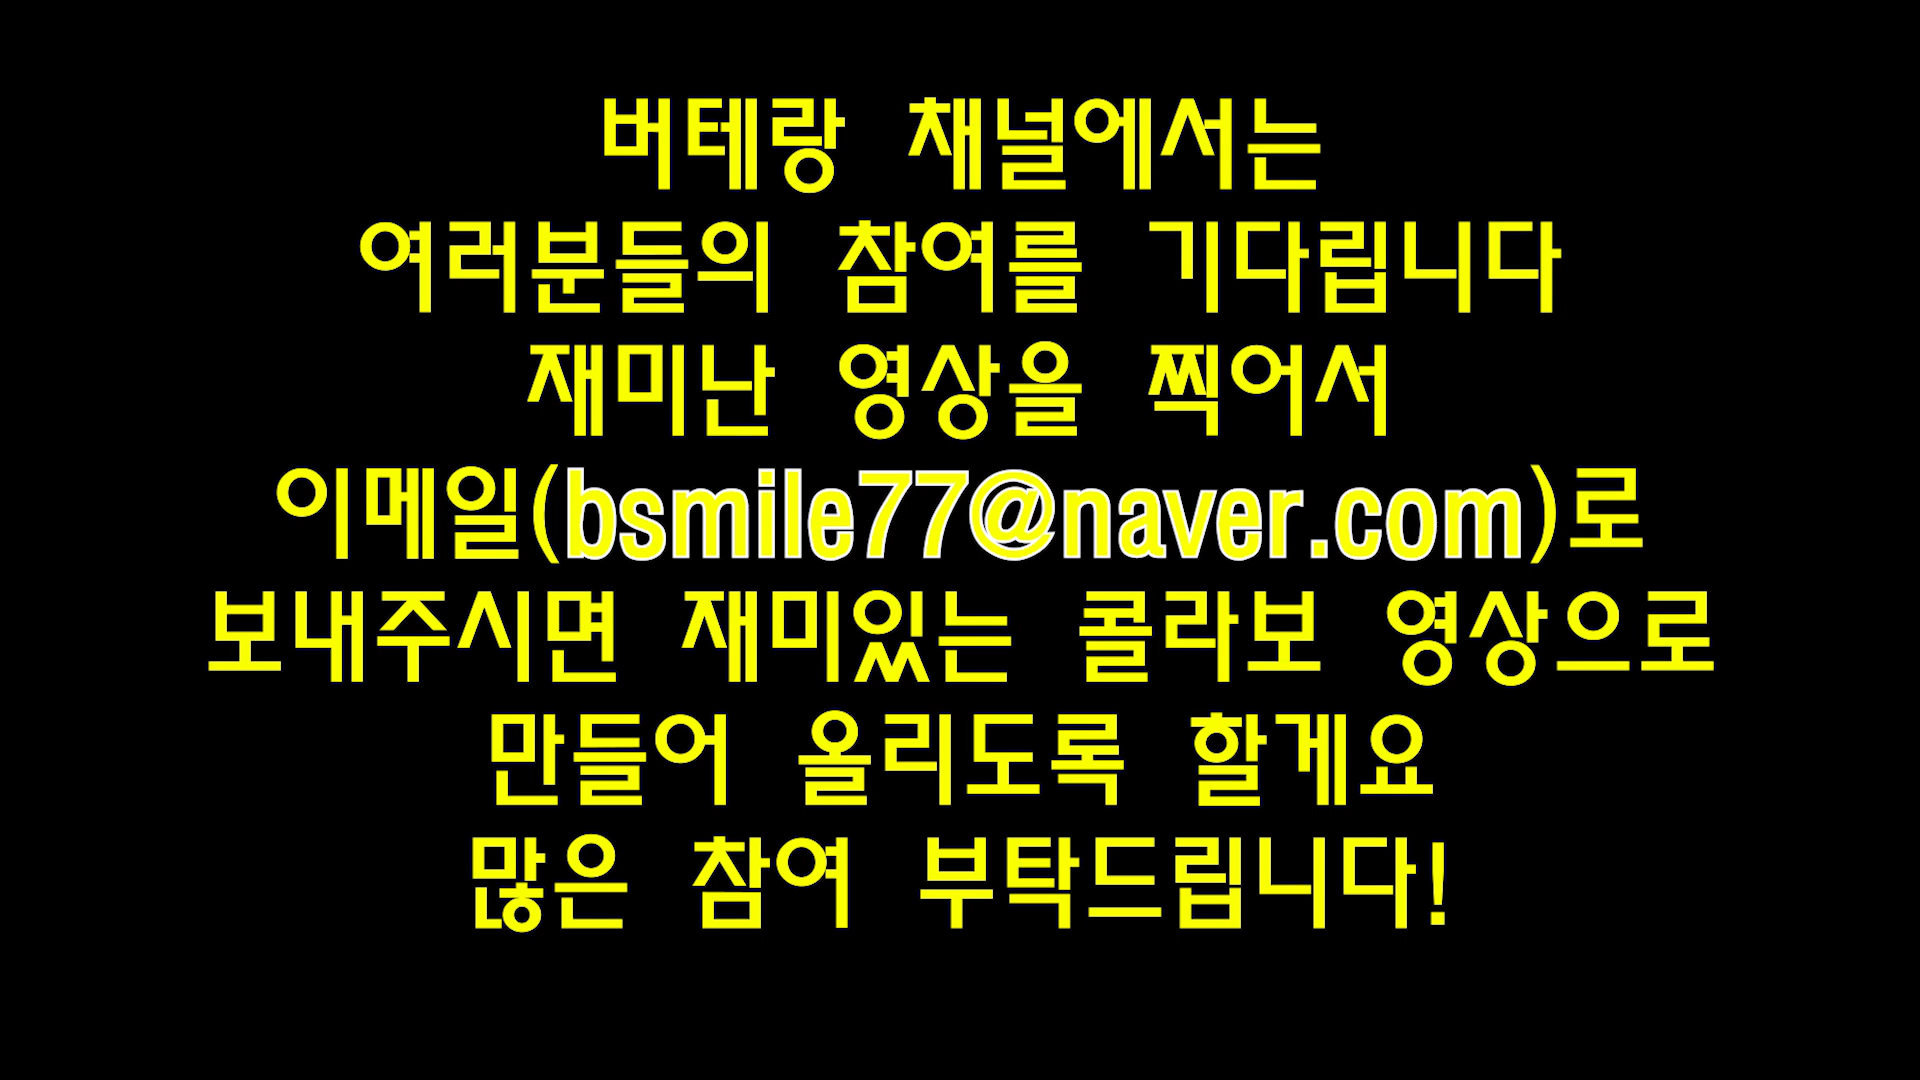 버테랑 채널에서는
여러분들의 참여를 기다립니다
재미난 영상을 찍어서
이메일(bsmile77@naver.com)로
보내주시면 재미있는 콜라보 영상으로
만들어 올리도록 할게요
많은 참여 부탁드립니다!